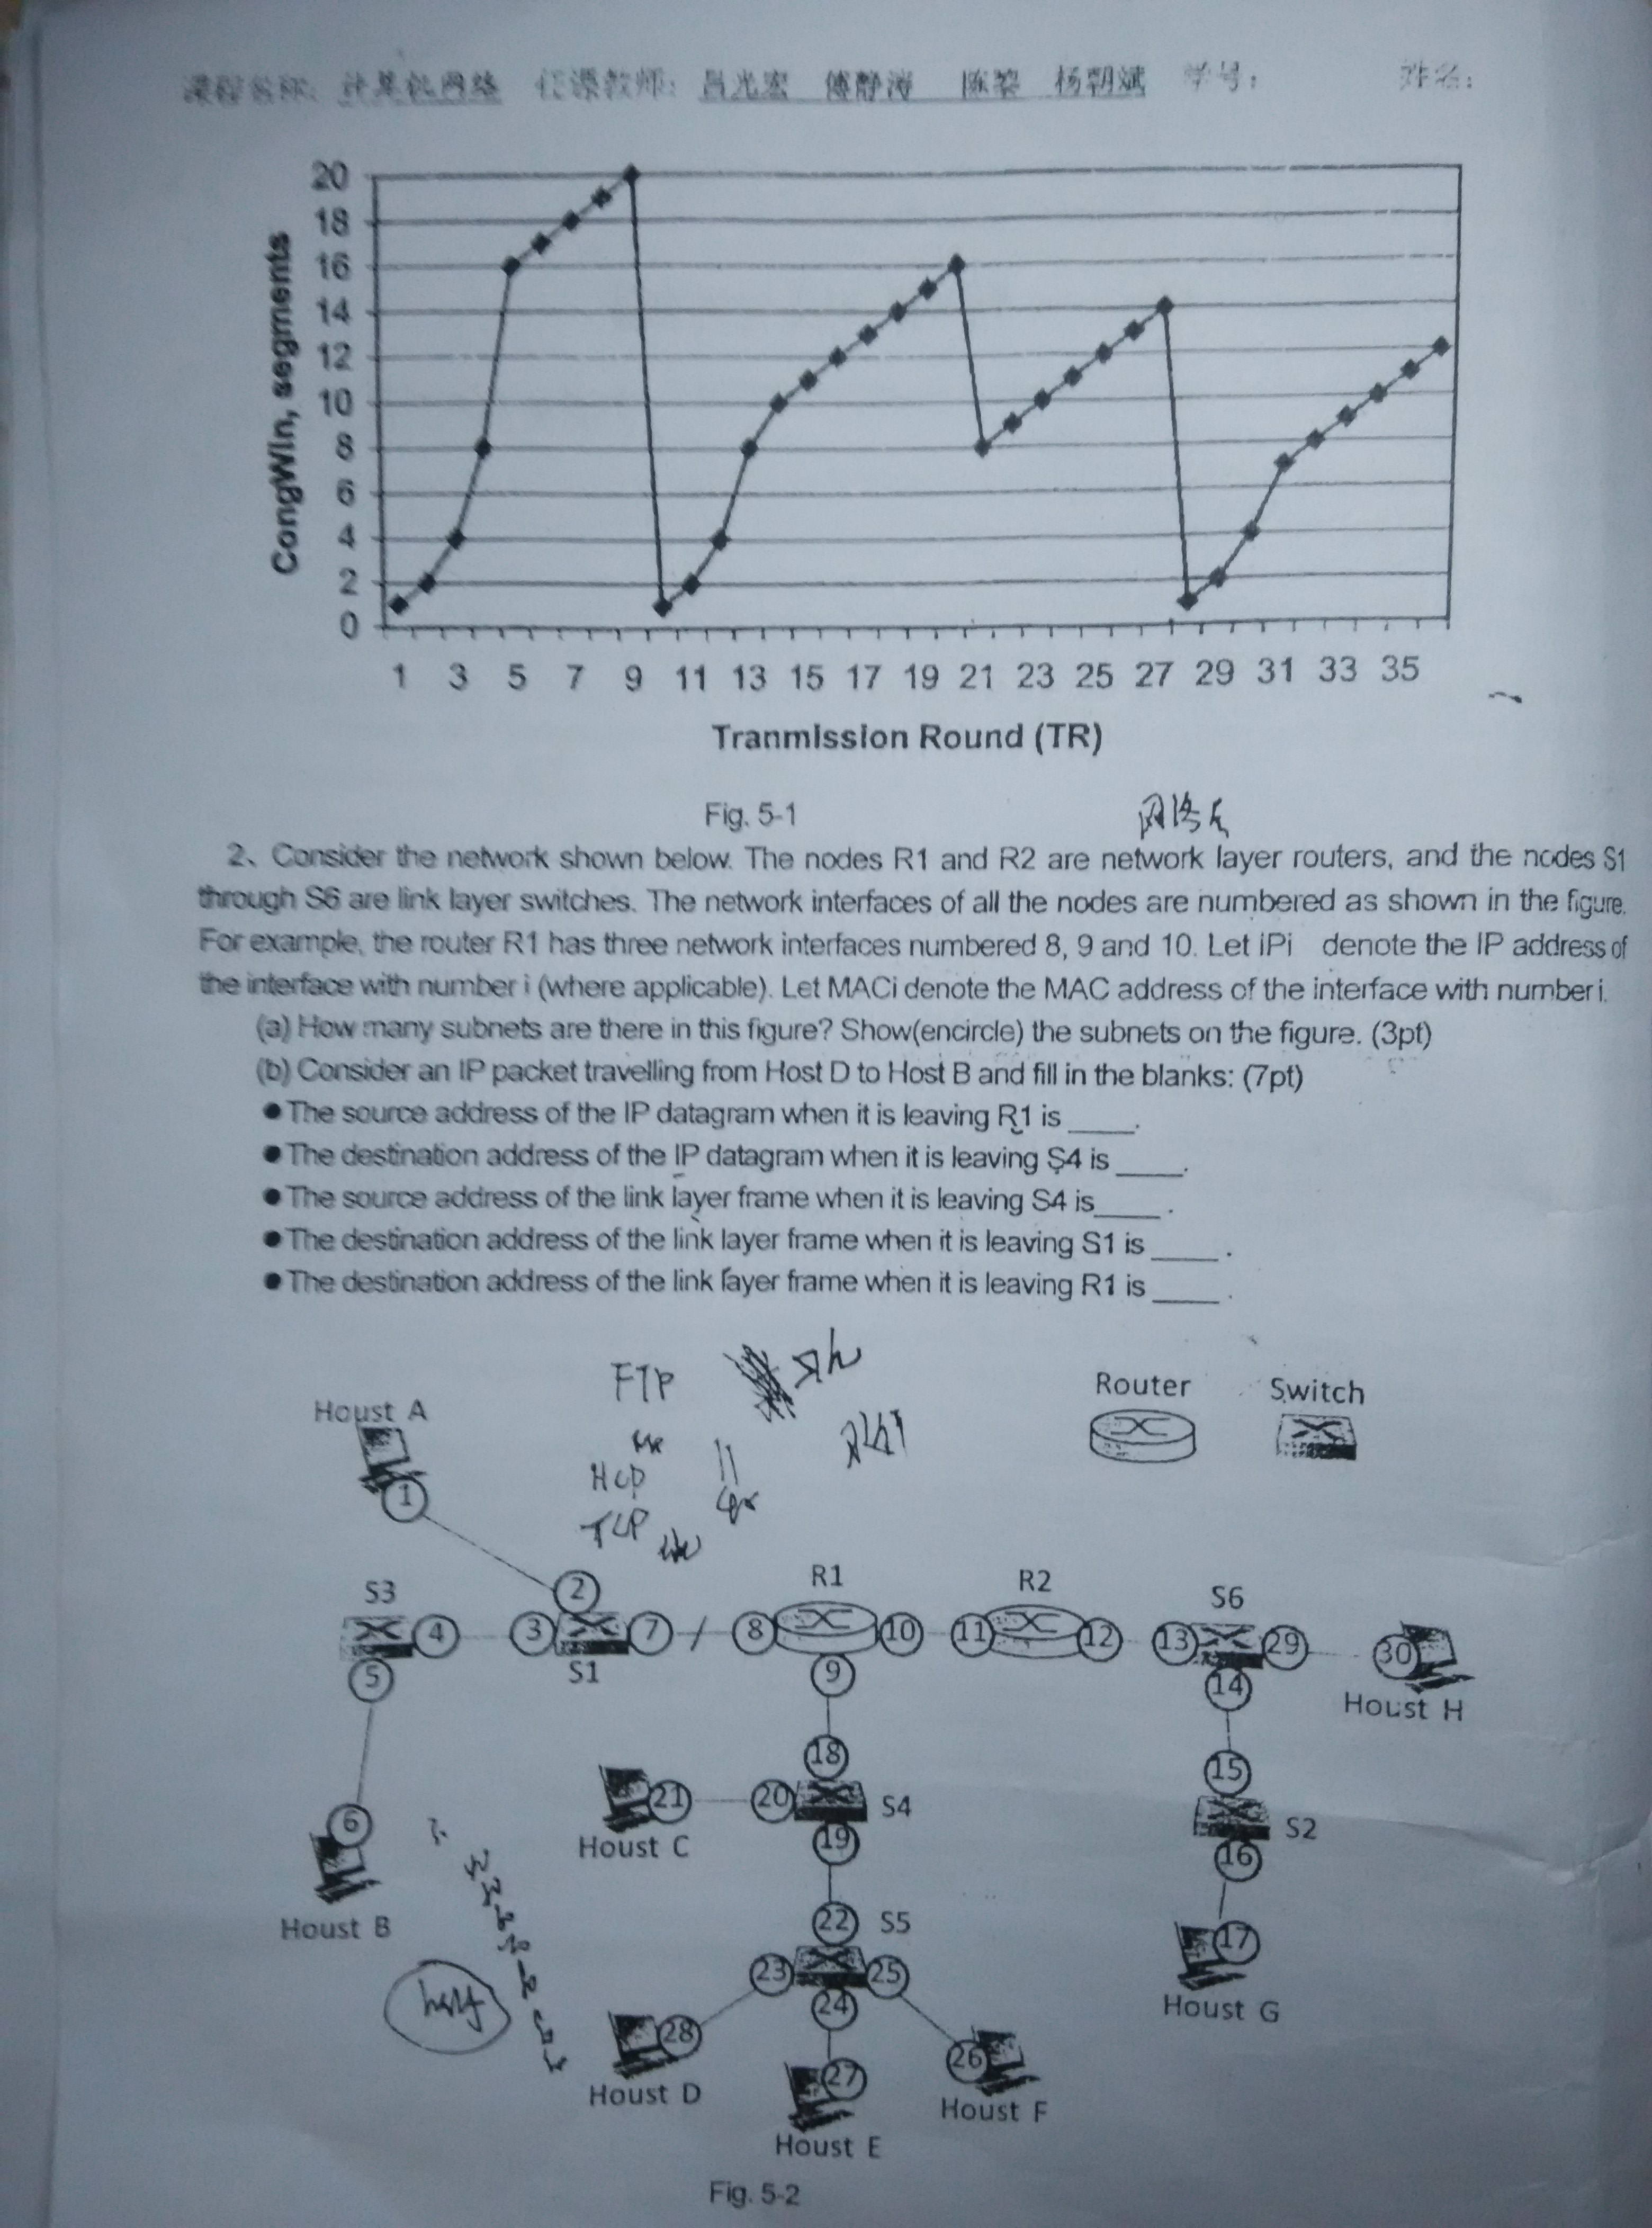 课程名称: 计算机网络 任课教师: 吕光宏 傅静涛 陈黎 杨朝斌 学号: 姓名:
20
18
16
14
12
10
8
6
4
2
0
CongWin, segments
1 3 5 7 9 11 13 15 17 19 21 23 25 27 29 31 33 35
Tranmission Round (TR)
Fig. 5-1
2、Consider the network shown below. The nodes R1 and R2 are network layer routers, and the nodes S1
through S6 are link layer switches. The network interfaces of all the nodes are numbered as shown in the figure.
For example, the router R1 has three network interfaces numbered 8, 9 and 10. Let IPi denote the IP address of
the interface with number i (where applicable). Let MACi denote the MAC address of the interface with number i.
(a) How many subnets are there in this figure? Show(encircle) the subnets on the figure. (3pt)
(b) Consider an IP packet travelling from Host D to Host B and fill in the blanks: (7pt)
●The source address of the IP datagram when it is leaving R1 is ____.
●The destination address of the IP datagram when it is leaving S4 is ____.
●The source address of the link layer frame when it is leaving S4 is____ .
●The destination address of the link layer frame when it is leaving S1 is ____ .
●The destination address of the link layer frame when it is leaving R1 is ____ .
FTP
Router Switch
Houst A
1
TCP
S3 2 R1 R2 S6
4 3 7 8 10 11 12 13 29 30
S1
5 9 14
Houst H
18
15
21 20 S4
S2
Houst C 19
6
16
Houst B
22 S5
17
23 25
24
Houst G
half
28
26
27
Houst D
Houst F
Houst E
Fig. 5-2